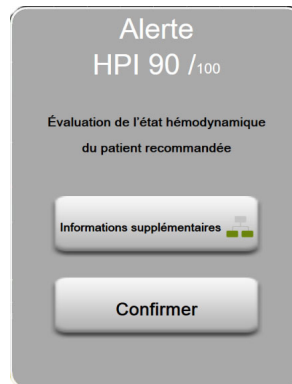 Alerte
HPI 90 /100
Évaluation de l'état hémodynamique
du patient recommandée
Informations supplémentaires
Confirmer